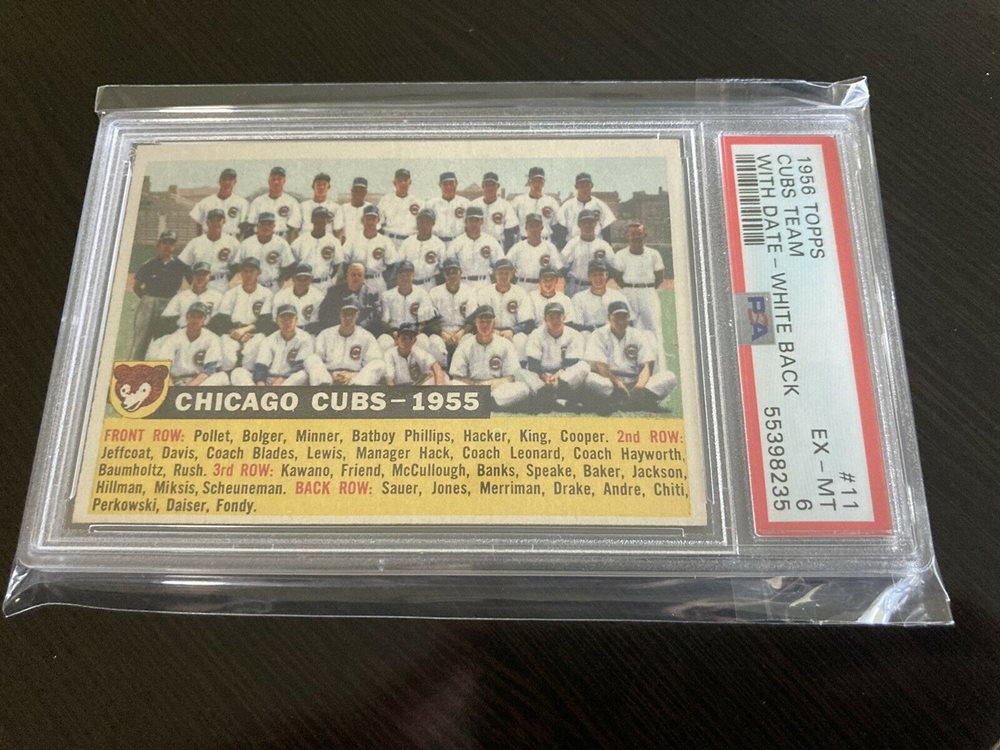 CHICAGO CUBS – 1955
FRONT ROW: Pollet, Bolger, Minner, Batboy Phillips, Hacker, King, Cooper. 2nd ROW:
Jeffcoat, Davis, Coach Blades, Lewis, Manager Hack, Coach Leonard, Coach Hayworth,
Baumholtz, Rush. 3rd ROW: Kawano, Friend, McCullough, Banks, Speake, Baker, Jackson,
Hillman, Miksis, Scheuneman. BACK ROW: Sauer, Jones, Merriman, Drake, Andre, Chiti,
Perkowski, Daiser, Fondy.
1956 TOPPS #11
CUBS TEAM EX – MT
WITH DATE – WHITE BACK 6
55398235
PSA